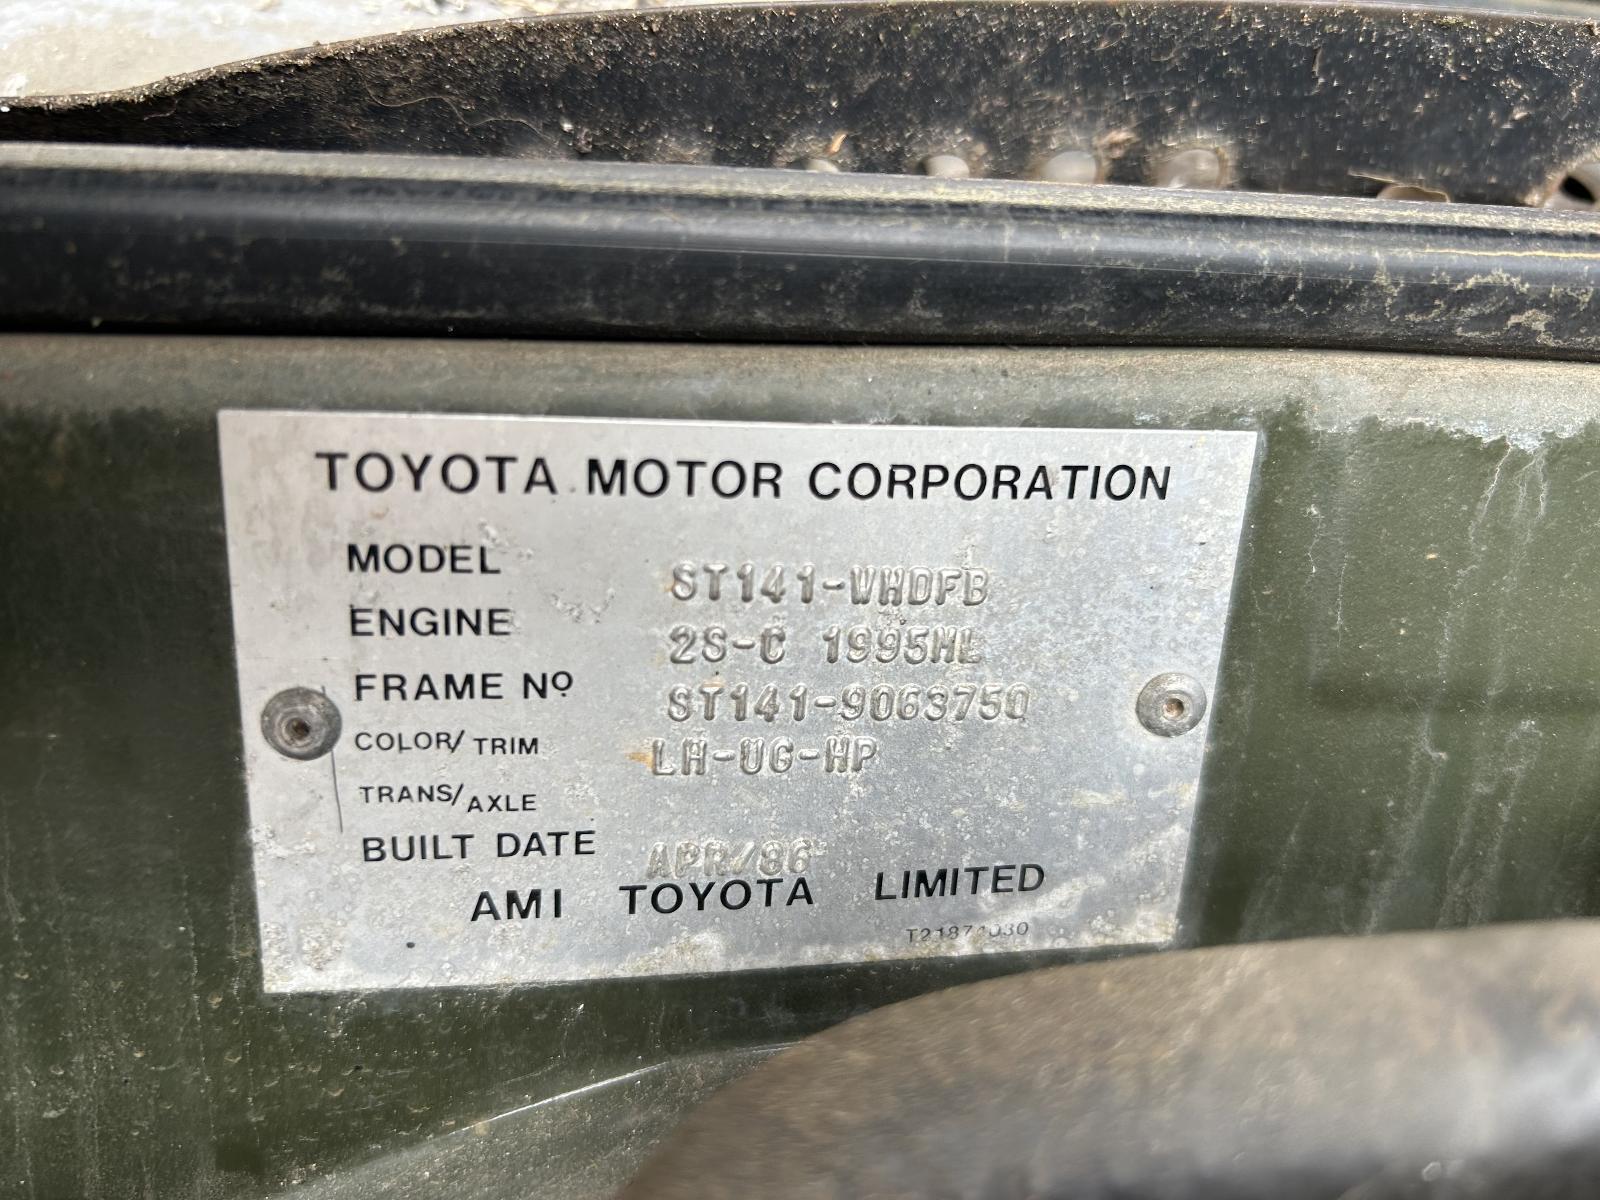 TOYOTA MOTOR CORPORATION
MODEL ST141-WHDFB
ENGINE 2S-C 1995ML
FRAME Nº ST141-9063750
COLOR/TRIM LH-UG-HP
TRANS/AXLE
BUILT DATE APR/86
AMI TOYOTA LIMITED